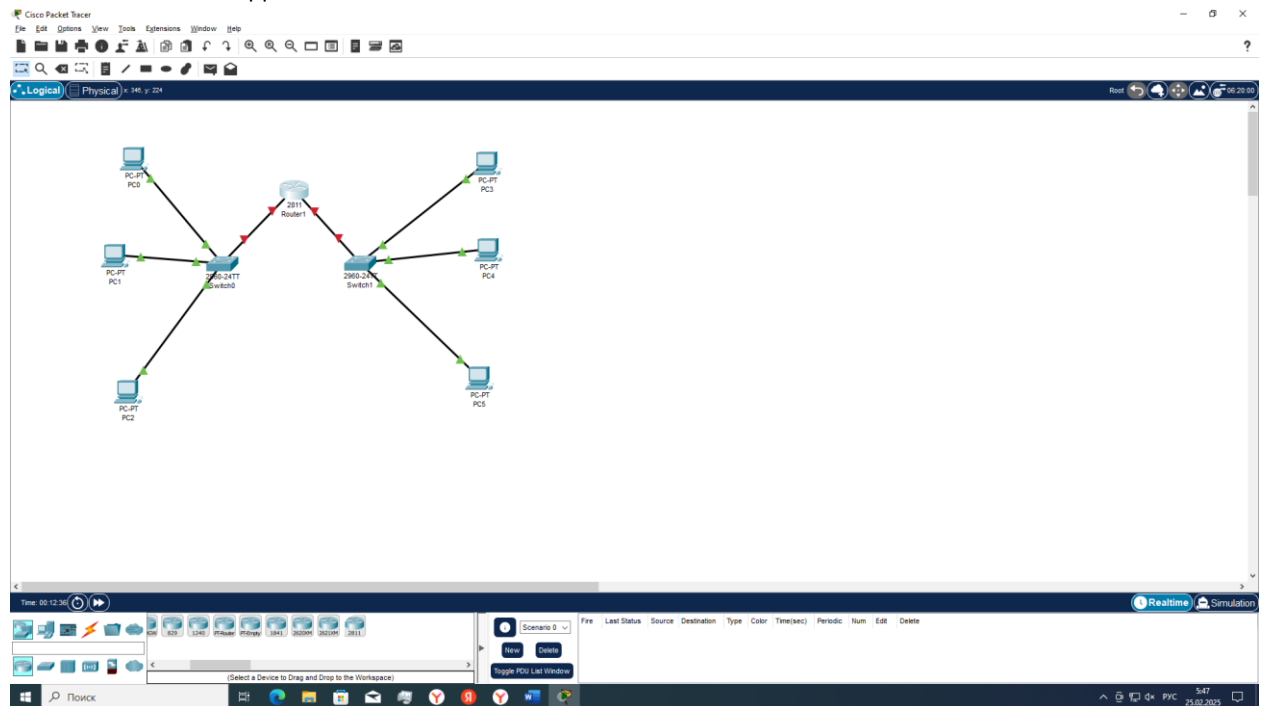 Cisco Packet Tracer
File Edit Options View Tools Extensions Window Help
?
Logical Physical x: 346, y: 224 Root 06:20:00
PC-PT
PC0
PC-PT
PC3
2811
Router1
PC-PT
PC1
2960-24TT
Switch0
2960-24TT
Switch1
PC-PT
PC4
PC-PT
PC2
PC-PT
PC5
Time: 00:12:36 Realtime Simulation
829 1240 PT-Router PT-Empty 1841 2620XM 2621XM 2811
Scenario 0
New Delete
Toggle PDU List Window
Fire Last Status Source Destination Type Color Time(sec) Periodic Num Edit Delete
(Select a Device to Drag and Drop to the Workspace)
Поиск
РУС 5:47
25.02.2025